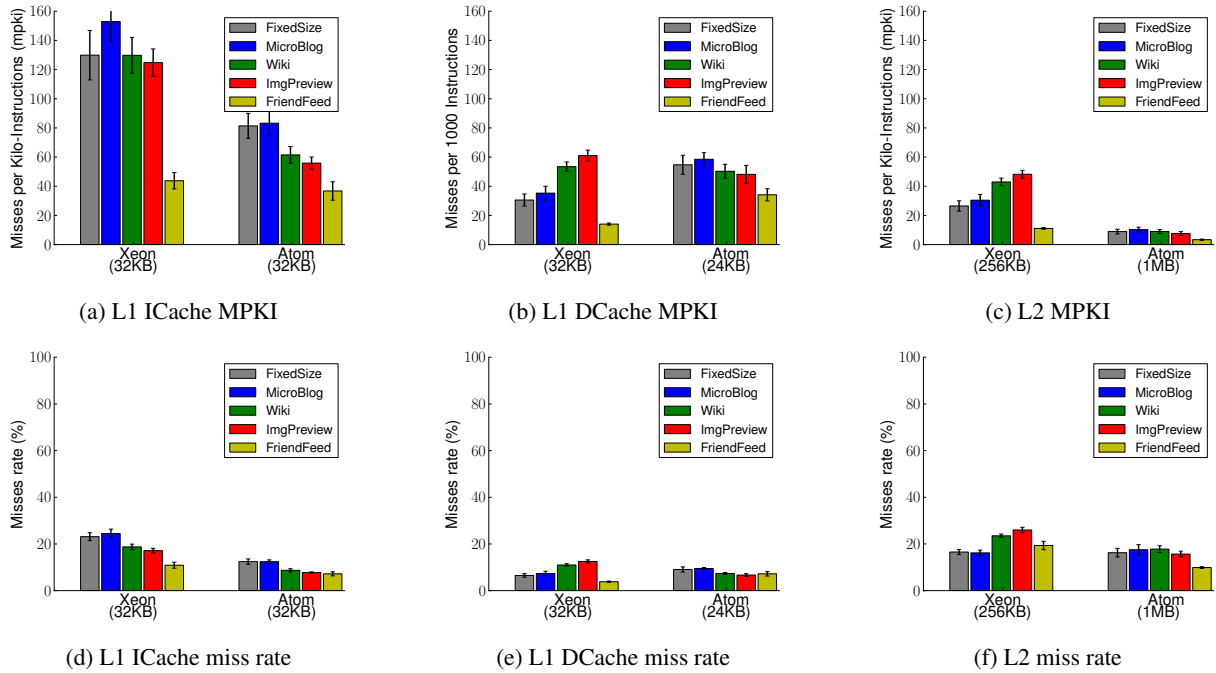 160
140
120
100
80
60
40
20
0
Misses per Kilo-Instructions (mpki)
FixedSize
MicroBlog
Wiki
ImgPreview
FriendFeed
Xeon
(32KB)
Atom
(32KB)
(a) L1 ICache MPKI
160
140
120
100
80
60
40
20
0
Misses per 1000 Instructions
FixedSize
MicroBlog
Wiki
ImgPreview
FriendFeed
Xeon
(32KB)
Atom
(24KB)
(b) L1 DCache MPKI
160
140
120
100
80
60
40
20
0
Misses per Kilo-Instructions (mpki)
FixedSize
MicroBlog
Wiki
ImgPreview
FriendFeed
Xeon
(256KB)
Atom
(1MB)
(c) L2 MPKI
100
80
60
40
20
0
Misses rate (%)
FixedSize
MicroBlog
Wiki
ImgPreview
FriendFeed
Xeon
(32KB)
Atom
(32KB)
(d) L1 ICache miss rate
100
80
60
40
20
0
Misses rate (%)
FixedSize
MicroBlog
Wiki
ImgPreview
FriendFeed
Xeon
(32KB)
Atom
(24KB)
(e) L1 DCache miss rate
100
80
60
40
20
0
Misses rate (%)
FixedSize
MicroBlog
Wiki
ImgPreview
FriendFeed
Xeon
(256KB)
Atom
(1MB)
(f) L2 miss rate